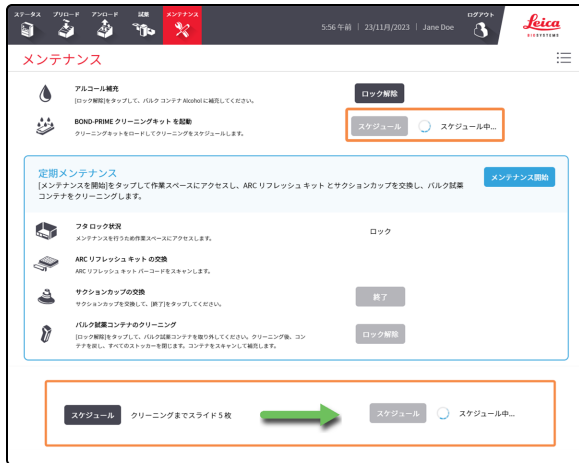 ステータス プリロード アンロード 試薬 メンテナンス
5:56 午前 | 23/11月/2023 | Jane Doe
ログアウト
Leica
BIOSYSTEMS
メンテナンス
アルコール補充
[ロック解除]をタップして、バルク コンテナ Alcohol に補充してください。
ロック解除
BOND-PRIME クリーニングキット を起動
クリーニングキットをロードしてクリーニングをスケジュールします。
スケジュール スケジュール中...
定期メンテナンス
[メンテナンスを開始]をタップして作業スペースにアクセスし、ARC リフレッシュ キット とサクションカップを交換し、バルク試薬
コンテナをクリーニングします。
メンテナンス開始
フタ ロック状況
メンテナンスを行うため作業スペースにアクセスします。
ロック
ARC リフレッシュ キット の交換
ARC リフレッシュ キット バーコードをスキャンします。
サクションカップの交換
サクションカップを交換して、[終了]をタップしてください。
終了
バルク試薬コンテナのクリーニング
[ロック解除]をタップして、バルク試薬コンテナを取り外してください。クリーニング後、コン
テナを戻し、すべてのストッカーを閉じます。コンテナをスキャンして補充します。
ロック解除
スケジュール クリーニングまでスライド 5 枚 スケジュール スケジュール中...